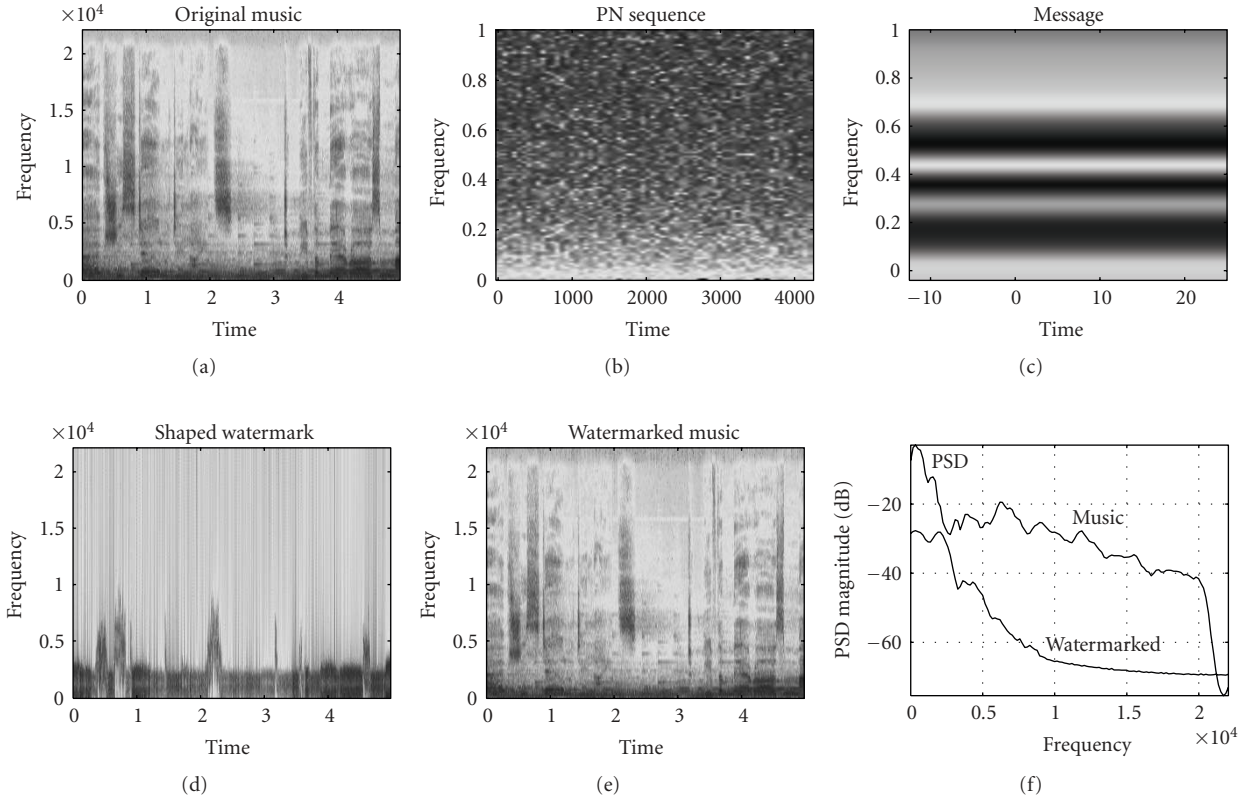 Original music
×10⁴
2
1.5
1
0.5
0
Frequency
0 1 2 3 4
Time
(a)
PN sequence
1
0.8
0.6
0.4
0.2
0
Frequency
0 1000 2000 3000 4000
Time
(b)
Message
1
0.8
0.6
0.4
0.2
0
Frequency
−10 0 10 20
Time
(c)
Shaped watermark
×10⁴
2
1.5
1
0.5
0
Frequency
0 1 2 3 4
Time
(d)
Watermarked music
×10⁴
2
1.5
1
0.5
0
Frequency
0 1 2 3 4
Time
(e)
PSD
Music
Watermarked
−20
−40
−60
PSD magnitude (dB)
0 0.5 1 1.5 2
×10⁴
Frequency
(f)